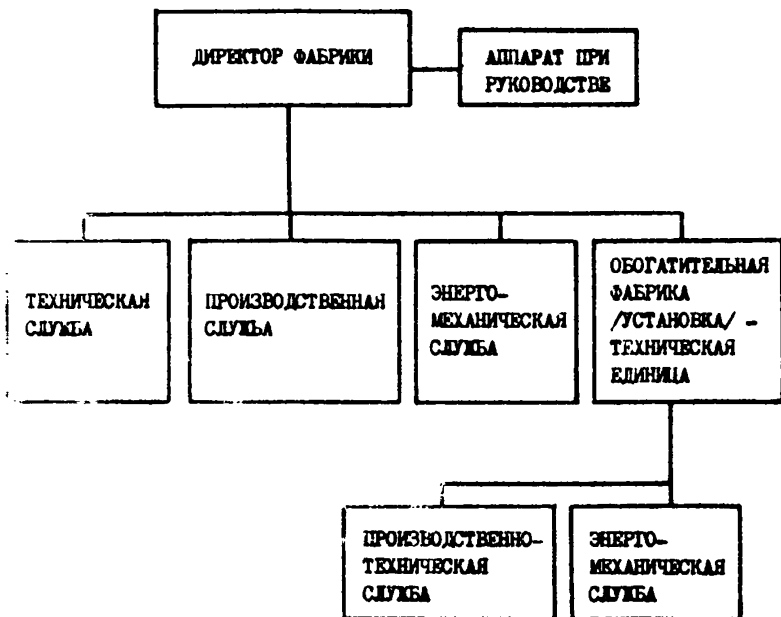 ДИРЕКТОР ФАБРИКИ
АППАРАТ ПРИ
РУКОВОДСТВЕ
ТЕХНИЧЕСКАЯ
СЛУЖБА
ПРОИЗВОДСТВЕННАЯ
СЛУЖБА
ЭНЕРГО-
МЕХАНИЧЕСКАЯ
СЛУЖБА
ОБОГАТИТЕЛЬНАЯ
ФАБРИКА
/УСТАНОВКА/ -
ТЕХНИЧЕСКАЯ
ЕДИНИЦА
ПРОИЗВОДСТВЕННО-
ТЕХНИЧЕСКАЯ
СЛУЖБА
ЭНЕРГО-
МЕХАНИЧЕСКАЯ
СЛУЖБА